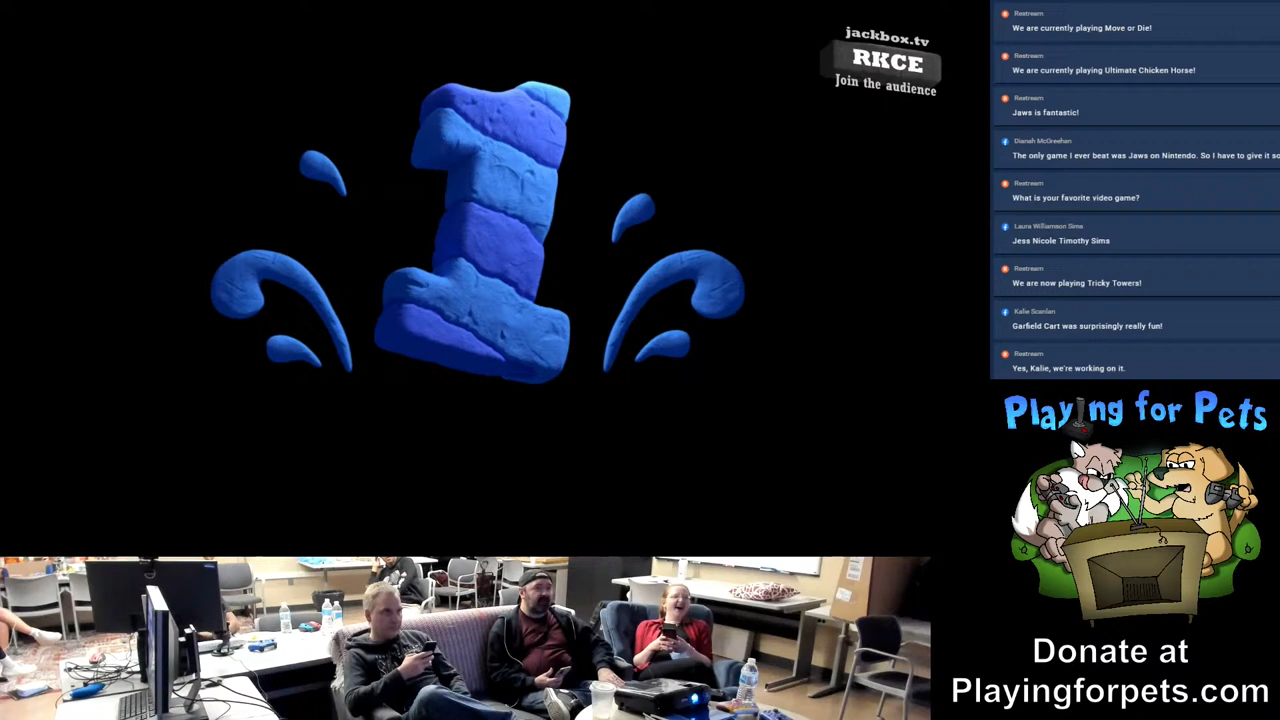 jackbox.tv
RKCE
Join the audience
1
Restream
We are currently playing Move or Die!
Restream
We are currently playing Ultimate Chicken Horse!
Restream
Jaws is fantastic!
Dianah McGreehan
The only game I ever beat was Jaws on Nintendo. So I have to give it so
Restream
What is your favorite video game?
Laura Williamson Sims
Jess Nicole Timothy Sims
Restream
We are now playing Tricky Towers!
Kalie Scanlan
Garfield Cart was surprisingly really fun!
Restream
Yes, Kalie, we're working on it.
Playing for Pets
Donate at
Playingforpets.com